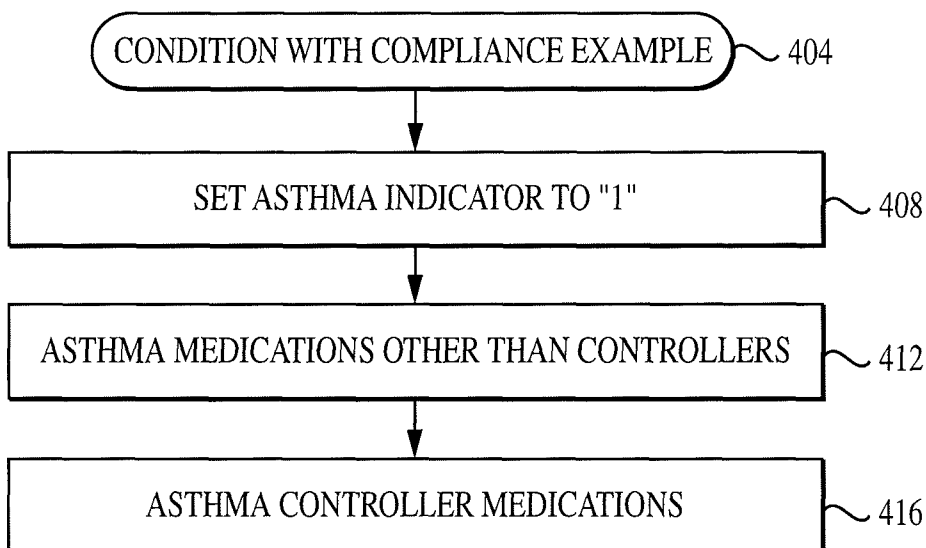 CONDITION WITH COMPLIANCE EXAMPLE 404
SET ASTHMA INDICATOR TO "1" 408
ASTHMA MEDICATIONS OTHER THAN CONTROLLERS 412
ASTHMA CONTROLLER MEDICATIONS 416